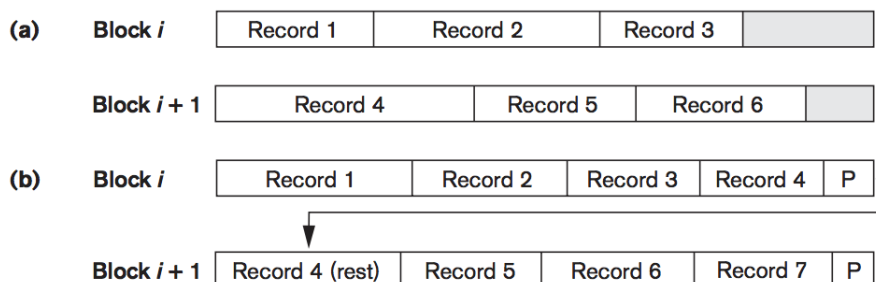 (a) Block i Record 1 Record 2 Record 3
Block i + 1 Record 4 Record 5 Record 6
(b) Block i Record 1 Record 2 Record 3 Record 4 P
Block i + 1 Record 4 (rest) Record 5 Record 6 Record 7 P